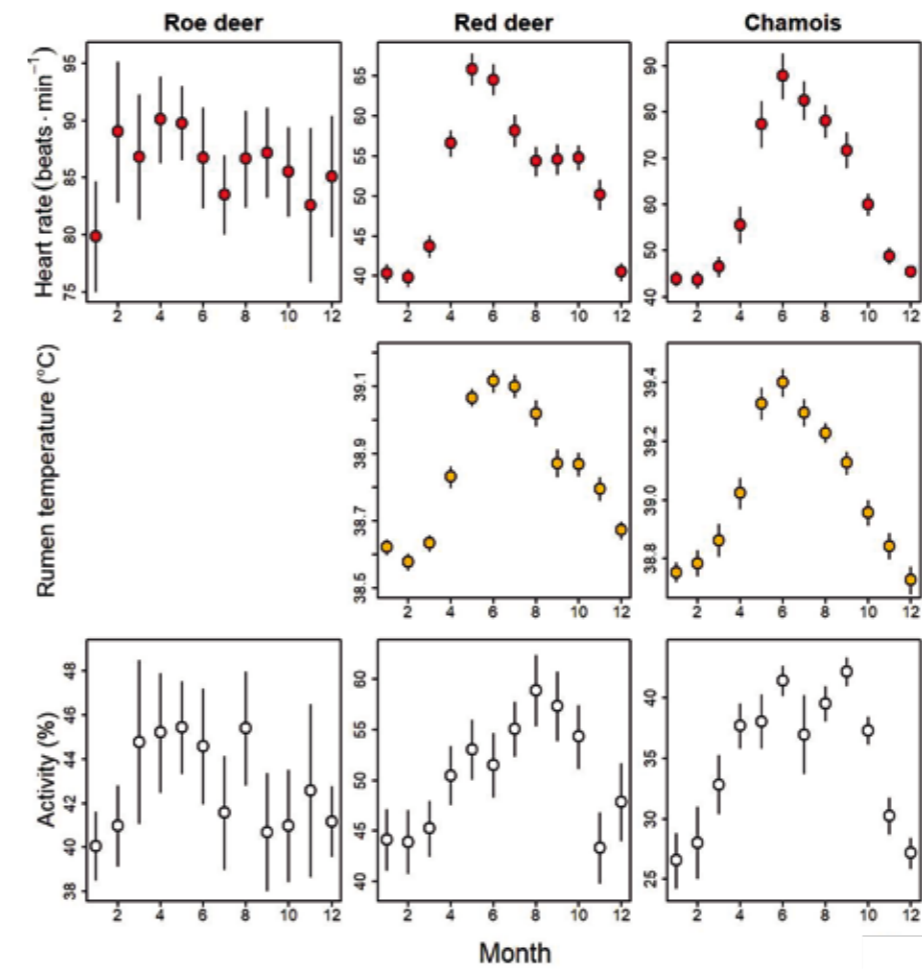 Roe deer Red deer Chamois
Heart rate (beats · min⁻¹)
75 80 85 90 95
2 4 6 8 10 12
40 45 50 55 60 65
2 4 6 8 10 12
40 50 60 70 80 90
2 4 6 8 10 12
Rumen temperature (°C)
38.5 38.7 38.9 39.1
2 4 6 8 10 12
38.8 39.0 39.2 39.4
2 4 6 8 10 12
Activity (%)
38 40 42 44 46 48
2 4 6 8 10 12
40 45 50 55 60
2 4 6 8 10 12
25 30 35 40
2 4 6 8 10 12
Month